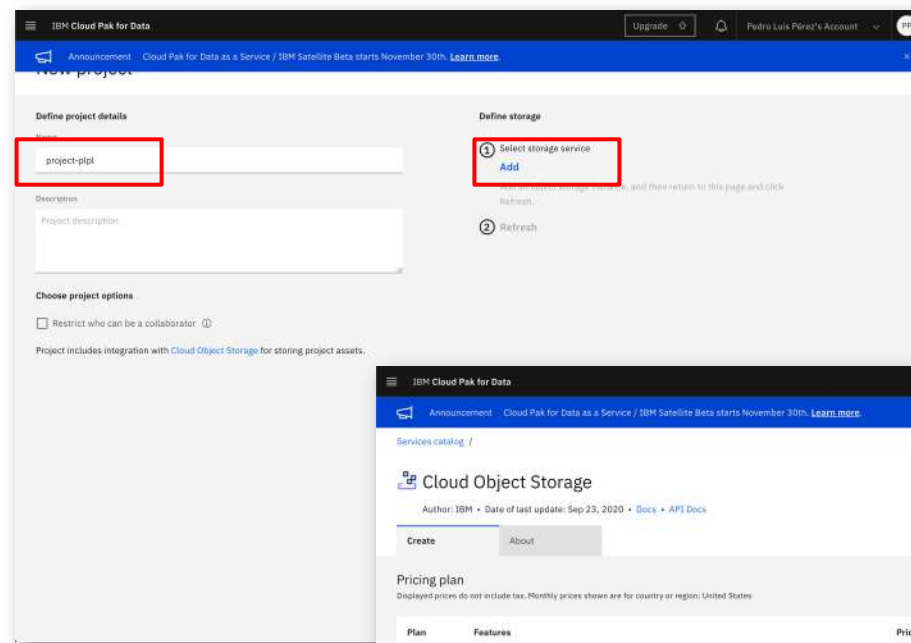 IBM Cloud Pak for Data
Upgrade
Pedro Luis Pérez's Account
PP
Announcement Cloud Pak for Data as a Service / IBM Satellite Beta starts November 30th. Learn more.
New project
Define project details
Name
project-plpl
Description
Project description
Choose project options
Restrict who can be a collaborator
Project includes integration with Cloud Object Storage for storing project assets.
Define storage
1 Select storage service
Add
Add an object storage instance, and then return to this page and click
Refresh.
2 Refresh
IBM Cloud Pak for Data
Announcement Cloud Pak for Data as a Service / IBM Satellite Beta starts November 30th. Learn more.
Services catalog /
Cloud Object Storage
Author: IBM • Date of last update: Sep 23, 2020 • Docs • API Docs
Create
About
Pricing plan
Displayed prices do not include tax. Monthly prices shown are for country or region: United States
Plan Features